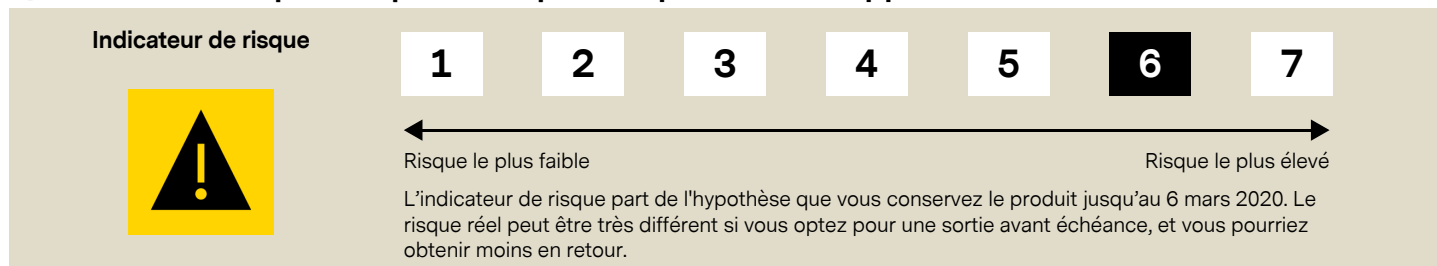 Indicateur de risque
1 2 3 4 5 6 7
Risque le plus faible Risque le plus élevé
L'indicateur de risque part de l'hypothèse que vous conservez le produit jusqu'au 6 mars 2020. Le
risque réel peut être très différent si vous optez pour une sortie avant échéance, et vous pourriez
obtenir moins en retour.